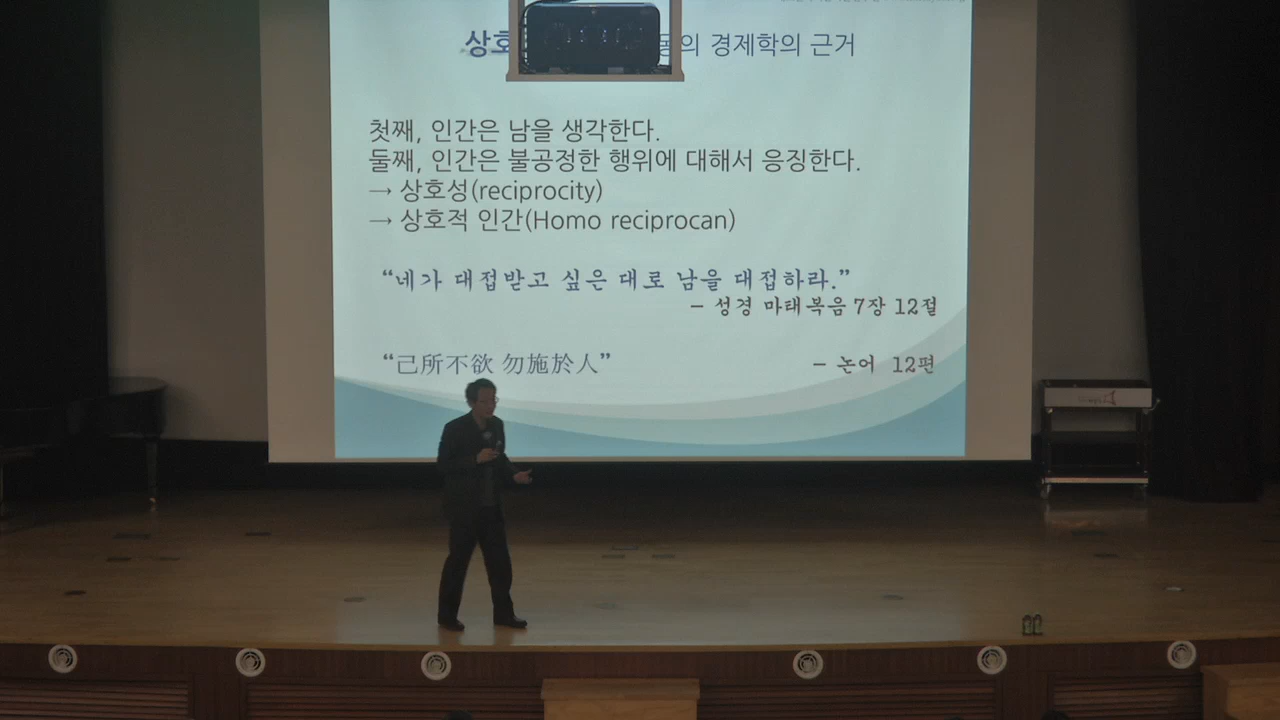 상호 동의 경제학의 근거
첫째, 인간은 남을 생각한다.
둘째, 인간은 불공정한 행위에 대해서 응징한다.
→ 상호성(reciprocity)
→ 상호적 인간(Homo reciprocan)
“네가 대접받고 싶은 대로 남을 대접하라.”
– 성경 마태복음 7장 12절
“己所不欲 勿施於人” – 논어 12편